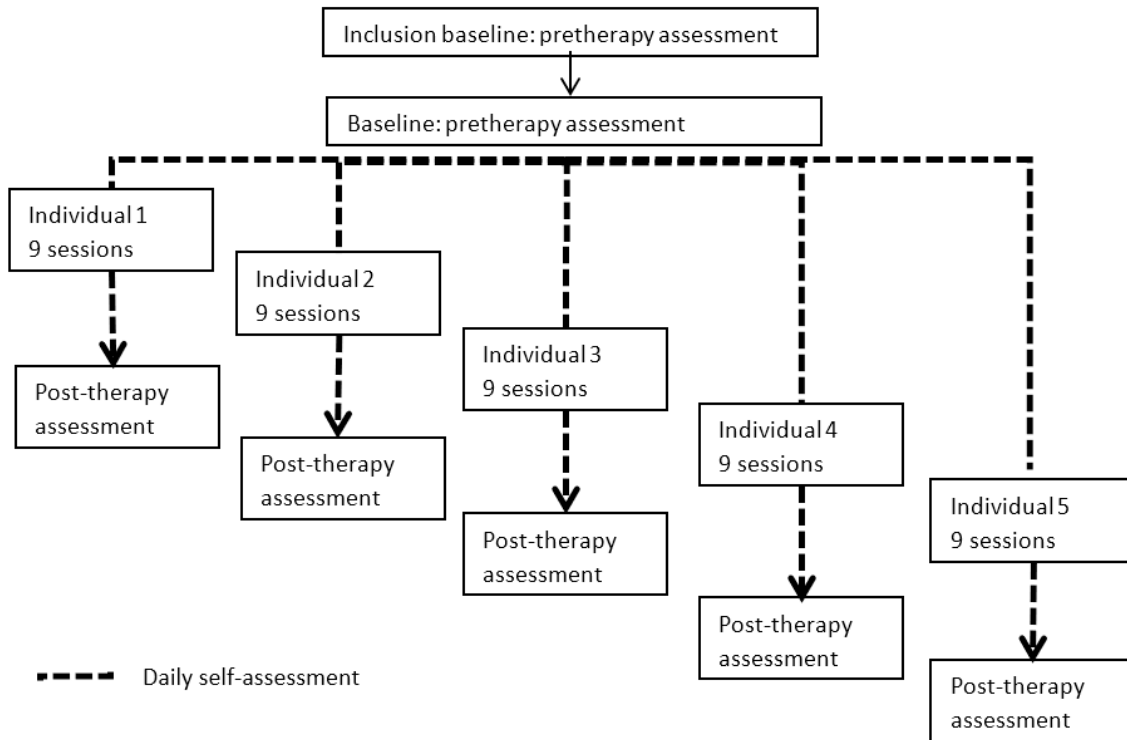 Inclusion baseline: pretherapy assessment
Baseline: pretherapy assessment
Individual 1
9 sessions
Post-therapy
assessment
Individual 2
9 sessions
Post-therapy
assessment
Individual 3
9 sessions
Post-therapy
assessment
Individual 4
9 sessions
Post-therapy
assessment
Individual 5
9 sessions
Post-therapy
assessment
Daily self-assessment